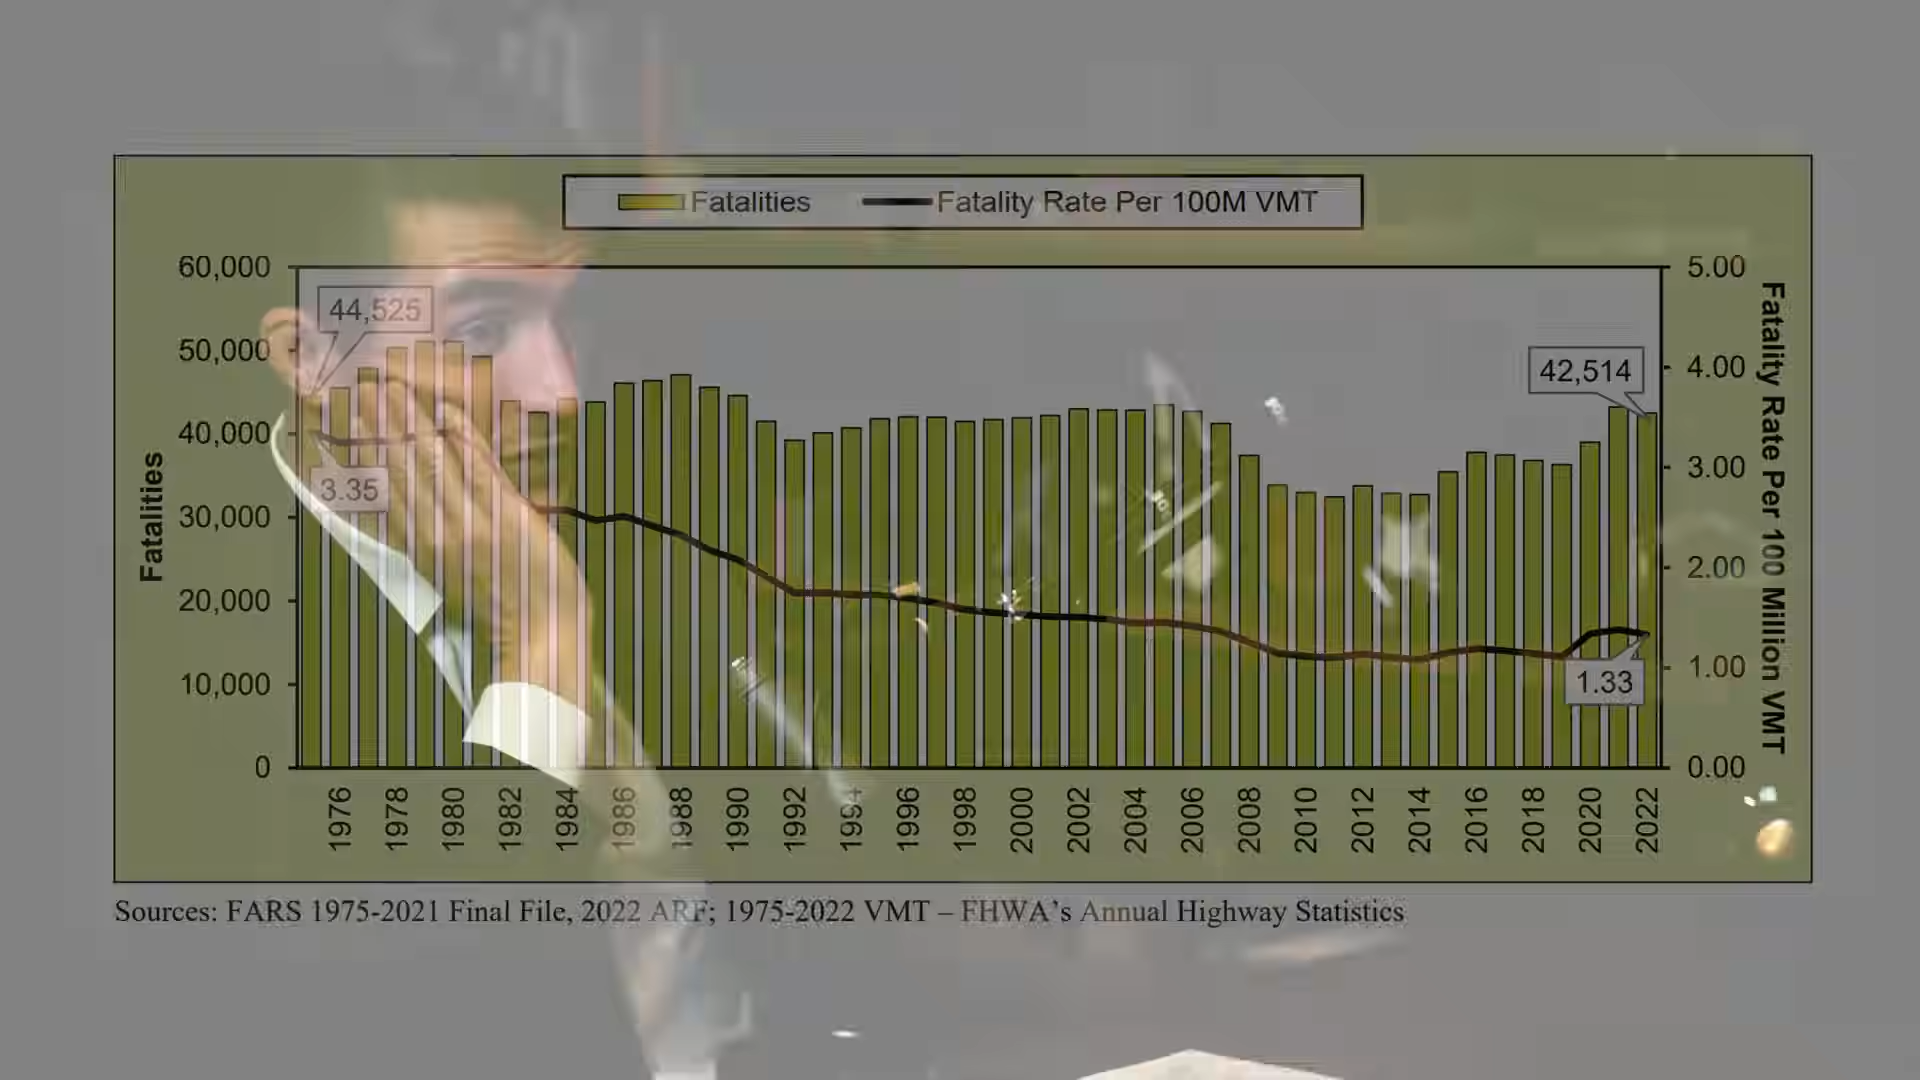 Fatalities Fatality Rate Per 100M VMT
60,000 5.00
44,525
50,000 42,514 4.00
40,000 3.00
3.35
30,000
20,000 2.00
10,000 1.33 1.00
0 0.00
Fatalities
Fatality Rate Per 100 Million VMT
1976 1978 1980 1982 1984 1986 1988 1990 1992 1994 1996 1998 2000 2002 2004 2006 2008 2010 2012 2014 2016 2018 2020 2022
Sources: FARS 1975-2021 Final File, 2022 ARF; 1975-2022 VMT – FHWA’s Annual Highway Statistics